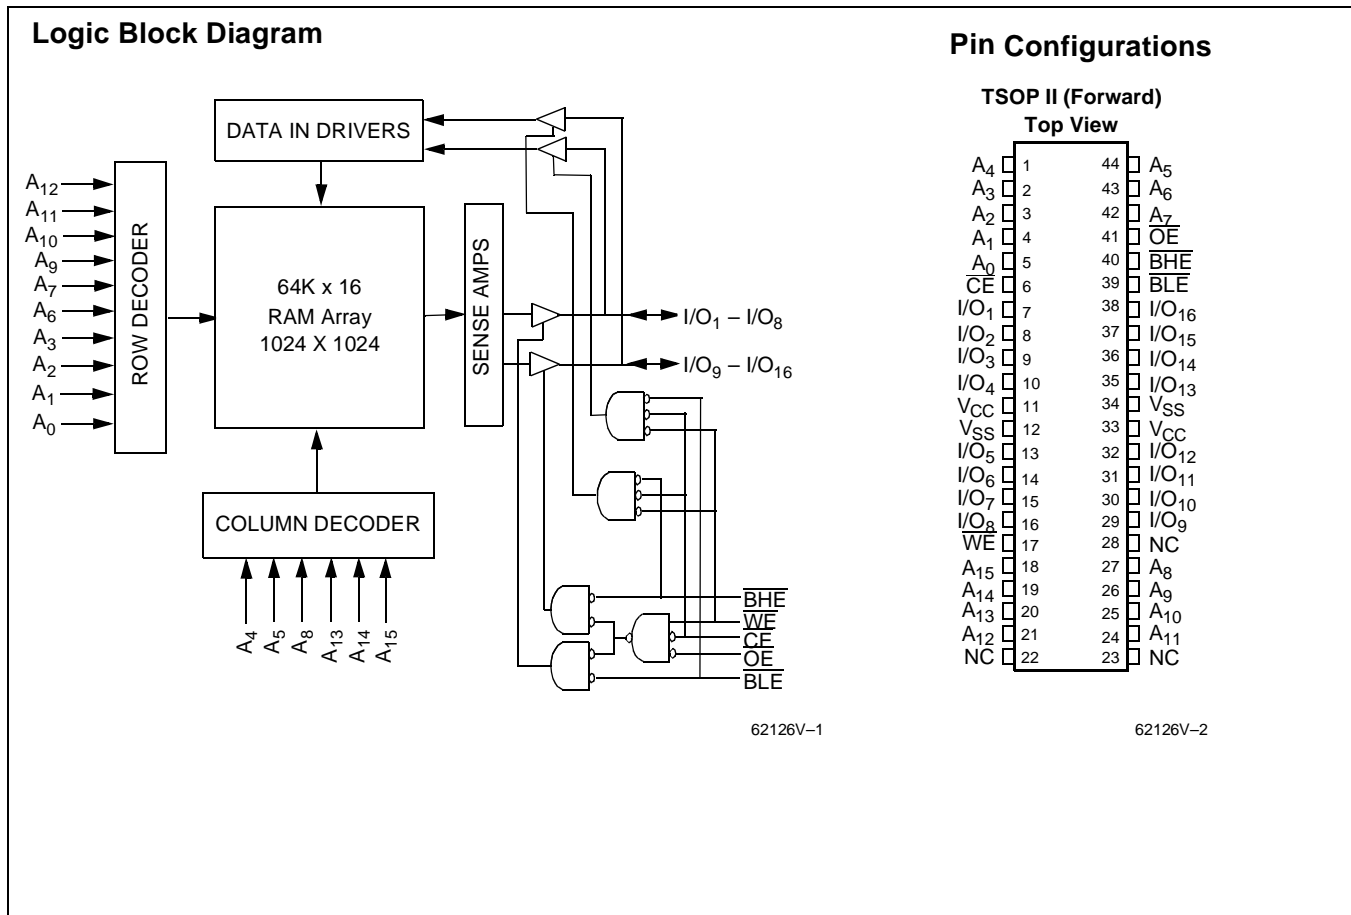 Logic Block Diagram
DATA IN DRIVERS
A12
A11
A10
A9
A7
A6
A3
A2
A1
A0
ROW DECODER
64K x 16
RAM Array
1024 X 1024
SENSE AMPS
I/O1 – I/O8
I/O9 – I/O16
COLUMN DECODER
A4
A5
A8
A13
A14
A15
BHE
WE
CE
OE
BLE
62126V–1
Pin Configurations
TSOP II (Forward)
Top View
A4 1 44 A5
A3 2 43 A6
A2 3 42 A7
A1 4 41 OE
A0 5 40 BHE
CE 6 39 BLE
I/O1 7 38 I/O16
I/O2 8 37 I/O15
I/O3 9 36 I/O14
I/O4 10 35 I/O13
VCC 11 34 VSS
VSS 12 33 VCC
I/O5 13 32 I/O12
I/O6 14 31 I/O11
I/O7 15 30 I/O10
I/O8 16 29 I/O9
WE 17 28 NC
A15 18 27 A8
A14 19 26 A9
A13 20 25 A10
A12 21 24 A11
NC 22 23 NC
62126V–2